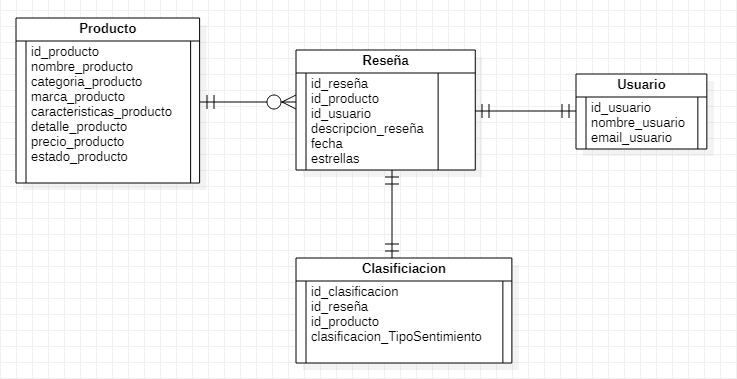 Producto
id_producto
nombre_producto
categoria_producto
marca_producto
caracteristicas_producto
detalle_producto
precio_producto
estado_producto
Reseña
id_reseña
id_producto
id_usuario
descripcion_reseña
fecha
estrellas
Usuario
id_usuario
nombre_usuario
email_usuario
Clasificiacion
id_clasificacion
id_reseña
id_producto
clasificacion_TipoSentimiento